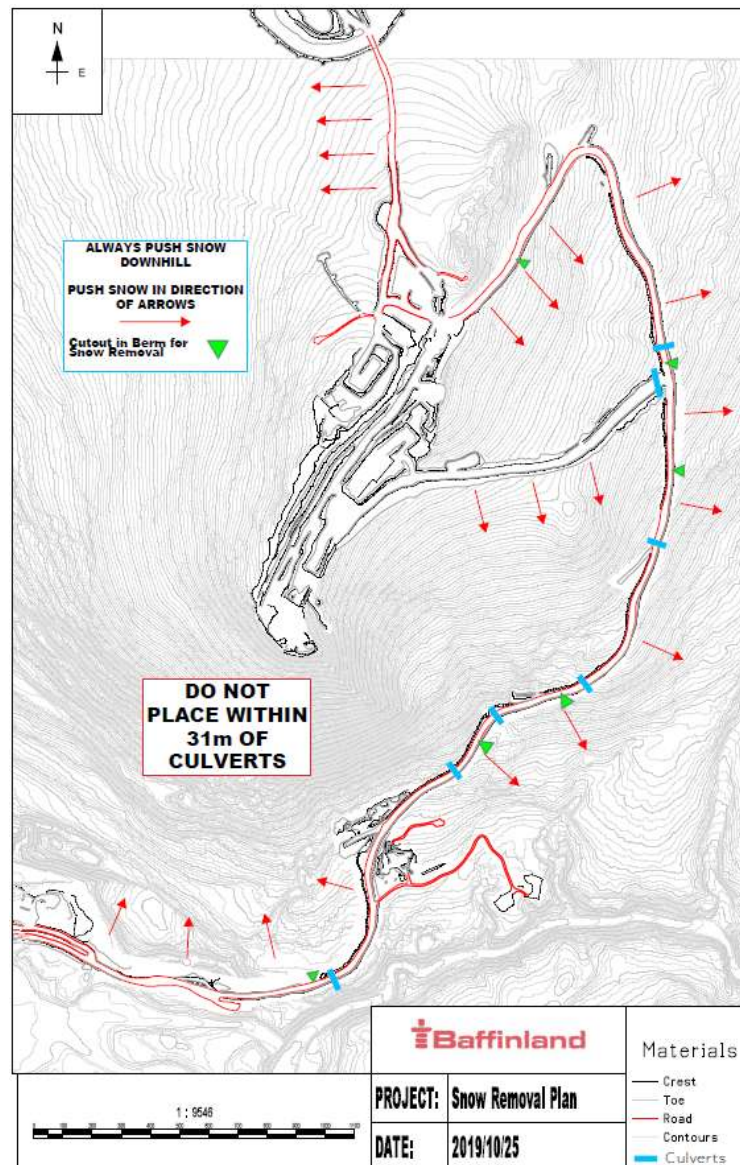 N
E
ALWAYS PUSH SNOW
DOWNHILL
PUSH SNOW IN DIRECTION
OF ARROWS
Cutout in Berm for
Snow Removal
DO NOT
PLACE WITHIN
31m OF
CULVERTS
Baffinland
PROJECT: Snow Removal Plan
DATE: 2019/10/25
1 : 9546
Materials
Crest
Toe
Road
Contours
Culverts